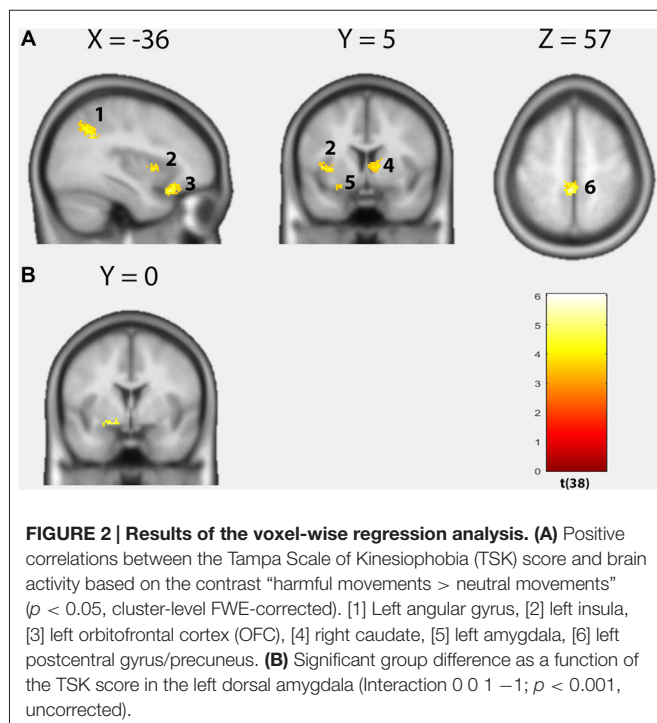 A
X = -36
Y = 5
Z = 57
1
2
3
2
4
5
6
B
Y = 0
6
5
4
3
2
1
0
t(38)
FIGURE 2 | Results of the voxel-wise regression analysis. (A) Positive
correlations between the Tampa Scale of Kinesiophobia (TSK) score and brain
activity based on the contrast “harmful movements > neutral movements”
(p < 0.05, cluster-level FWE-corrected). [1] Left angular gyrus, [2] left insula,
[3] left orbitofrontal cortex (OFC), [4] right caudate, [5] left amygdala, [6] left
postcentral gyrus/precuneus. (B) Significant group difference as a function of
the TSK score in the left dorsal amygdala (Interaction 0 0 1 −1; p < 0.001,
uncorrected).